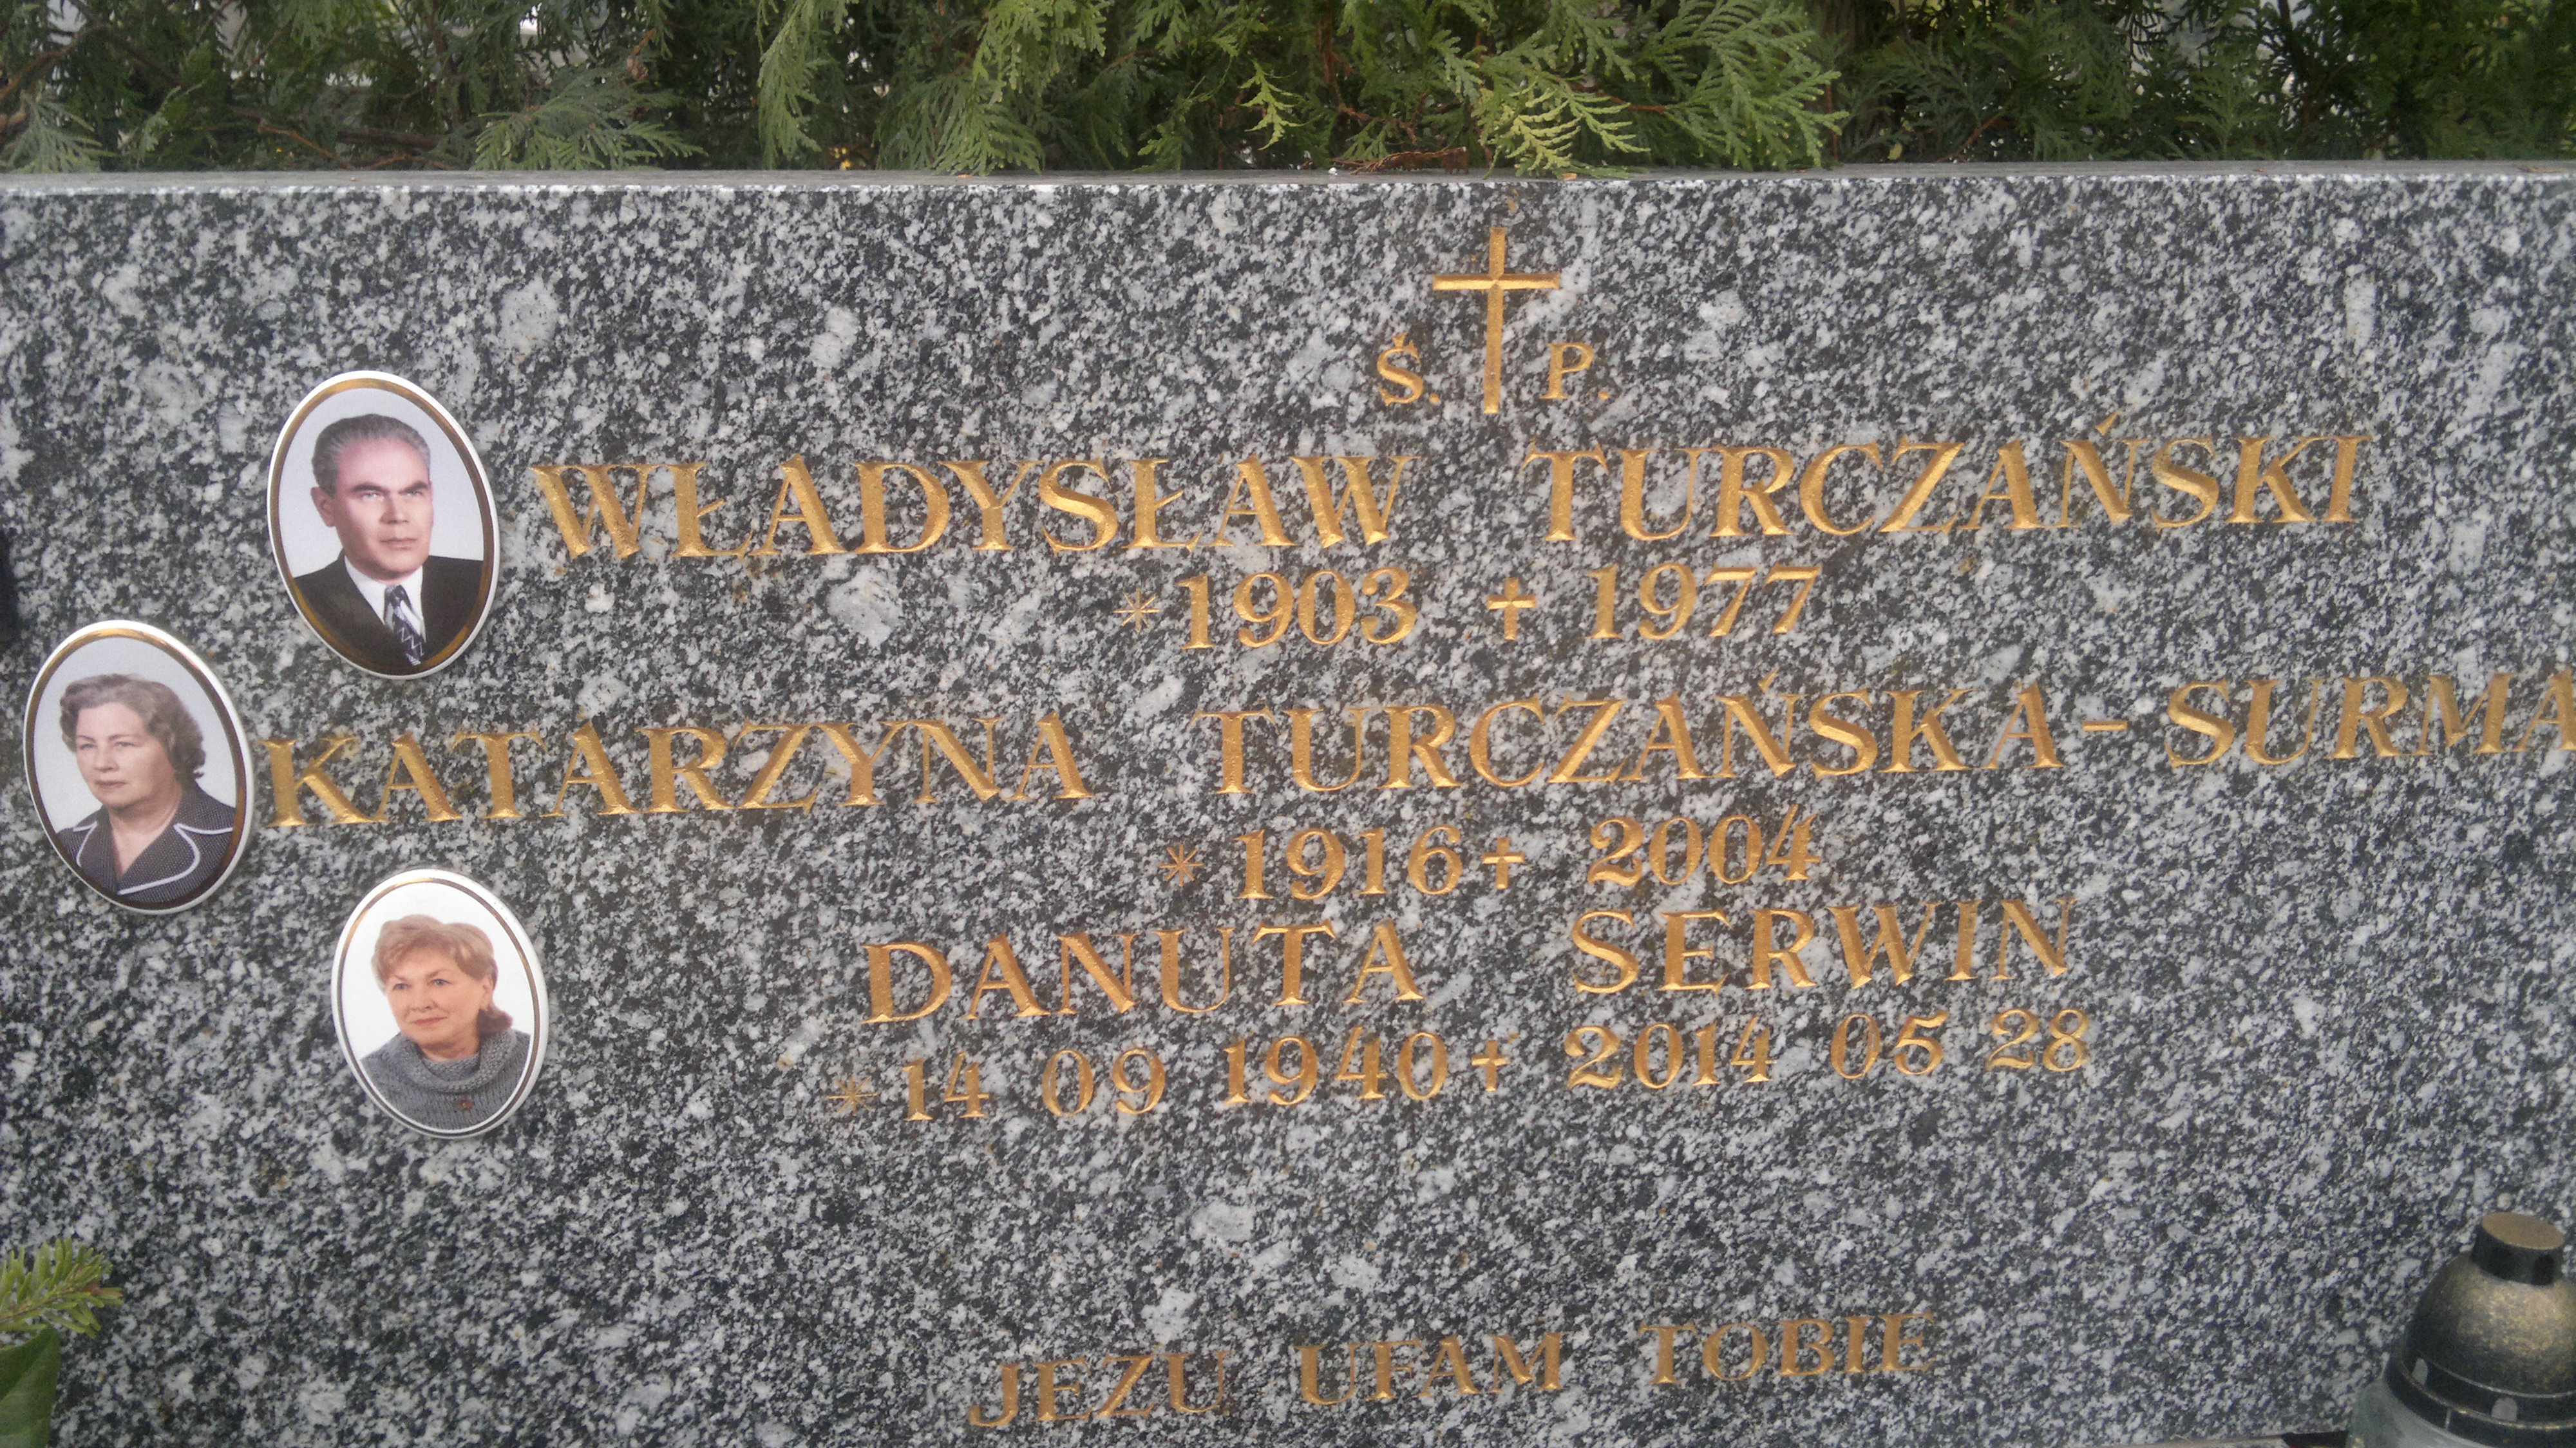 Ś. P.
WŁADYSŁAW TURCZAŃSKI
* 1903 + 1977
KATARZYNA TURCZAŃSKA - SURMA
* 1916 + 2004
DANUTA SERWIN
* 14 09 1940 + 2014 05 28
JEZU UFAM TOBIE